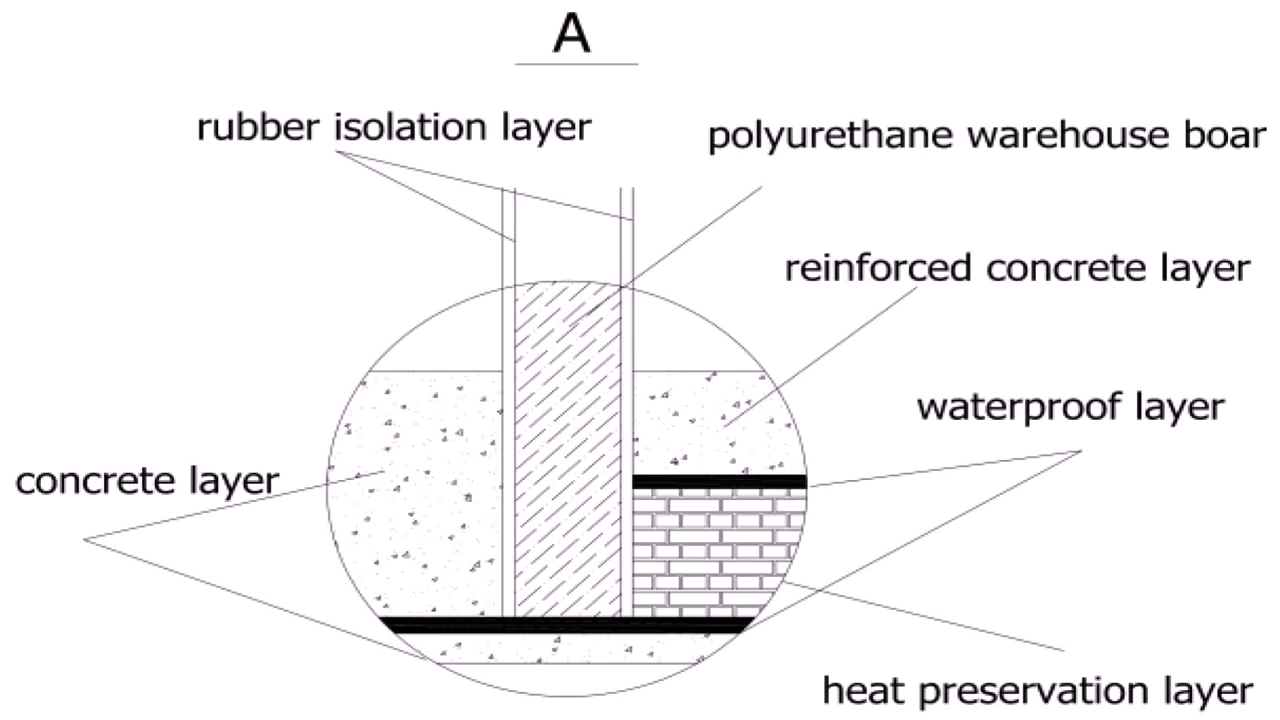 A
rubber isolation layer
polyurethane warehouse boar
reinforced concrete layer
waterproof layer
concrete layer
heat preservation layer